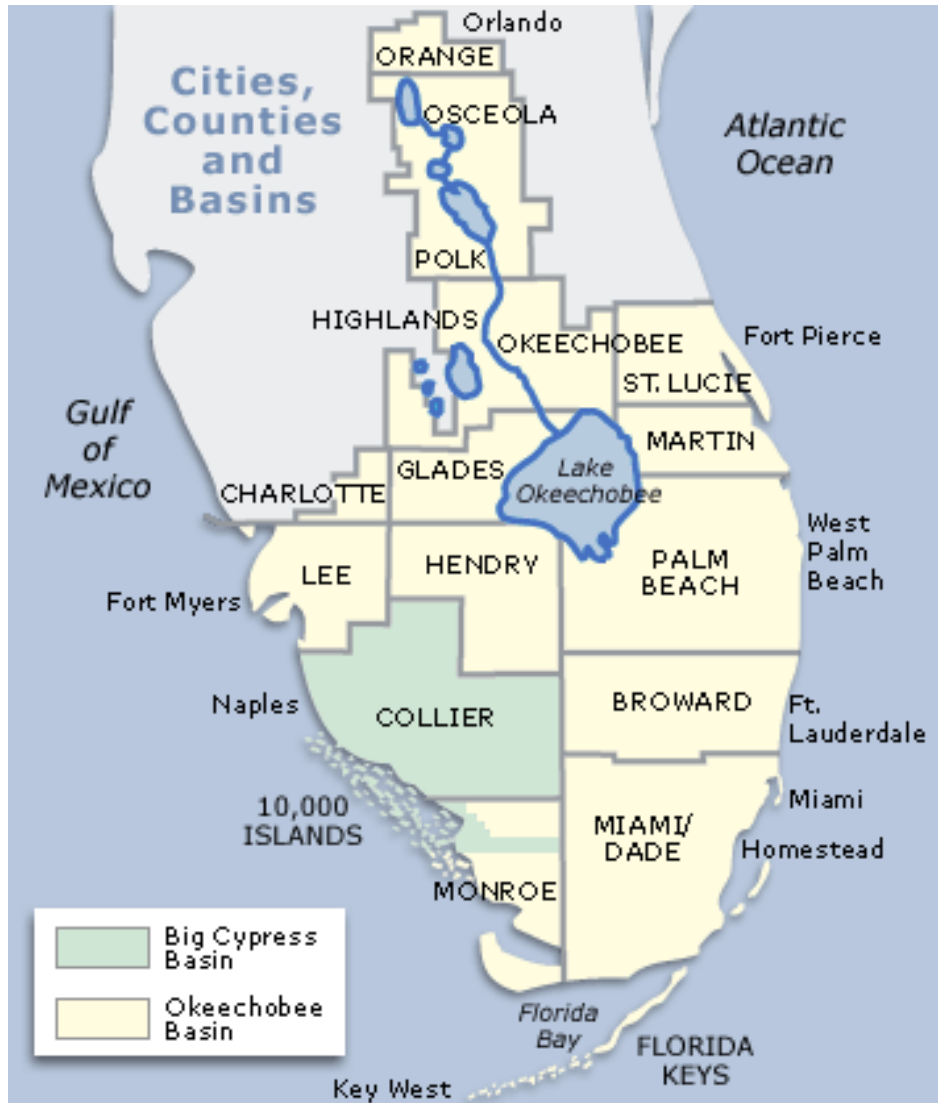 Orlando
ORANGE
Cities,
Counties
and
Basins
OSCEOLA
Atlantic
Ocean
POLK
HIGHLANDS
OKEECHOBEE
Fort Pierce
ST. LUCIE
Gulf
of
Mexico
MARTIN
GLADES
Lake
Okeechobee
CHARLOTTE
West
Palm
Beach
LEE
HENDRY
PALM
BEACH
Fort Myers
Naples
COLLIER
BROWARD
Ft.
Lauderdale
10,000
ISLANDS
MIAMI/
DADE
Miami
Homestead
MONROE
Big Cypress
Basin
Okeechobee
Basin
Florida
Bay
FLORIDA
KEYS
Key West